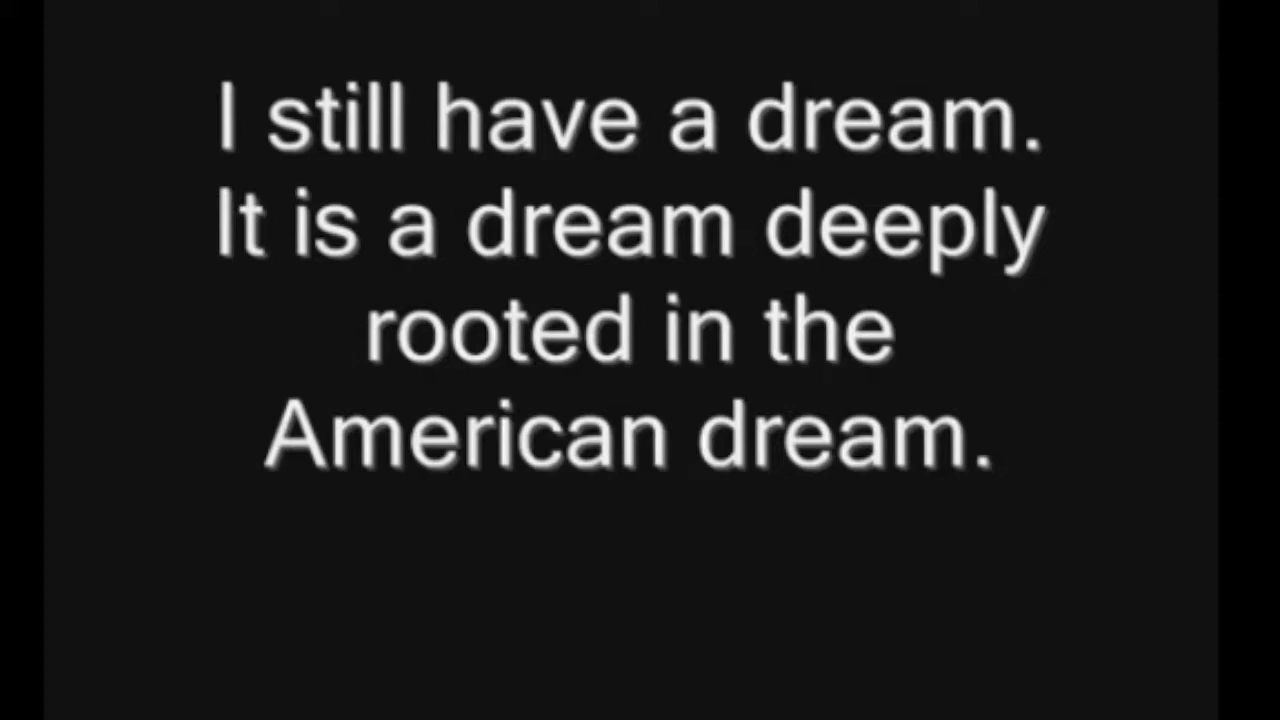 I still have a dream.
It is a dream deeply
rooted in the
American dream.